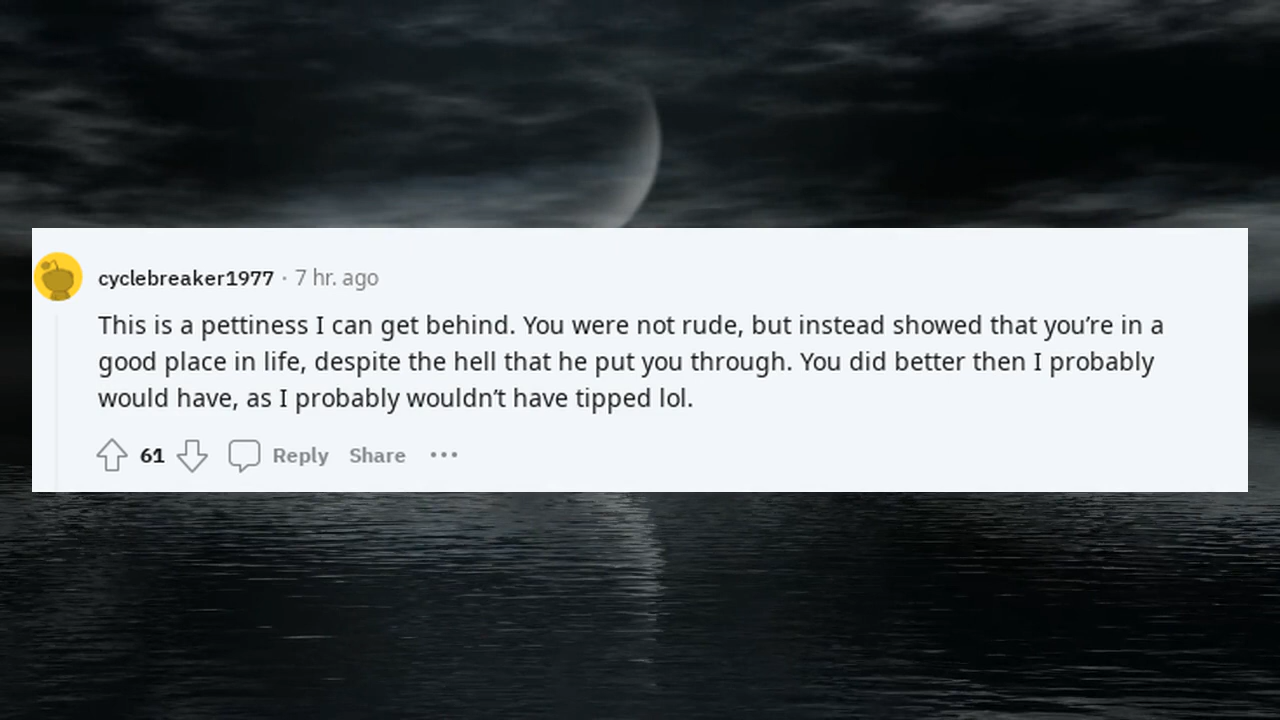 cyclebreaker1977 · 7 hr. ago
This is a pettiness I can get behind. You were not rude, but instead showed that you’re in a
good place in life, despite the hell that he put you through. You did better then I probably
would have, as I probably wouldn’t have tipped lol.
61 Reply Share